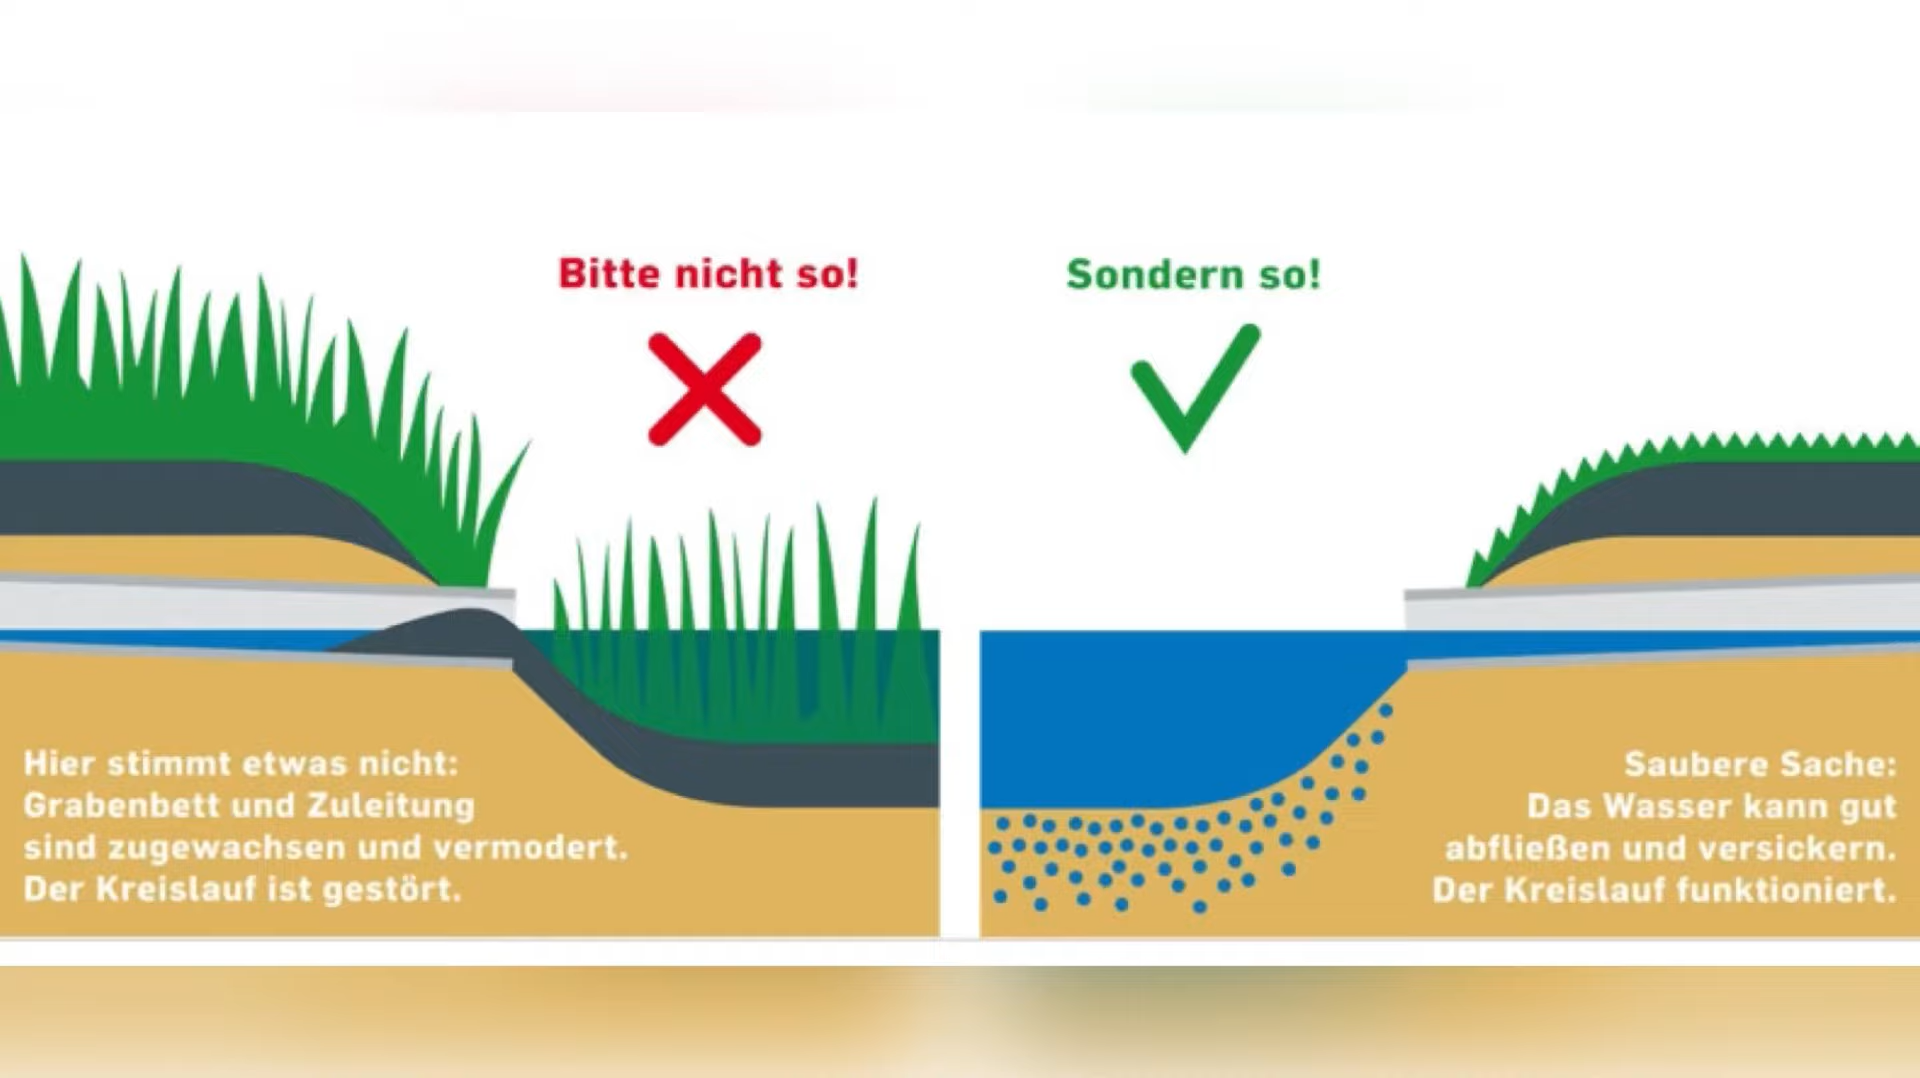 Bitte nicht so!
Sondern so!
Hier stimmt etwas nicht:
Grabenbett und Zuleitung
sind zugewachsen und vermodert.
Der Kreislauf ist gestört.
Saubere Sache:
Das Wasser kann gut
abfließen und versickern.
Der Kreislauf funktioniert.